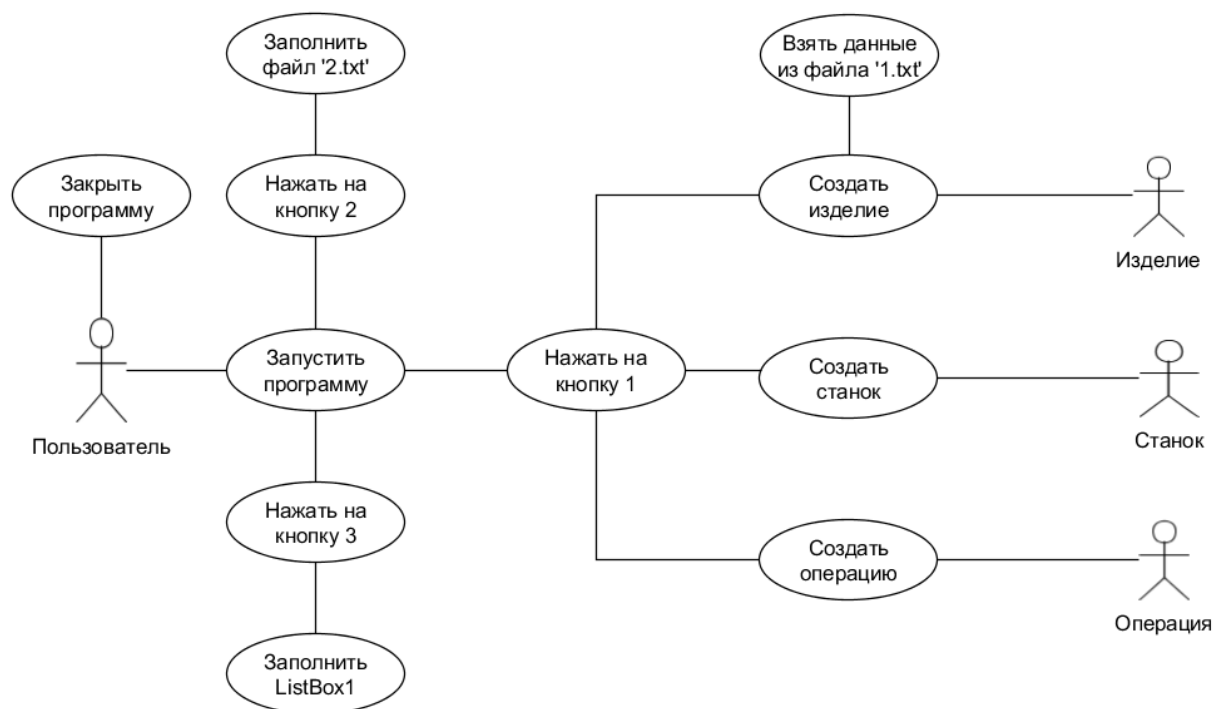 Заполнить
файл '2.txt'
Взять данные
из файла '1.txt'
Закрыть
программу
Нажать на
кнопку 2
Создать
изделие
Изделие
Запустить
программу
Нажать на
кнопку 1
Создать
станок
Пользователь
Станок
Нажать на
кнопку 3
Создать
операцию
Операция
Заполнить
ListBox1